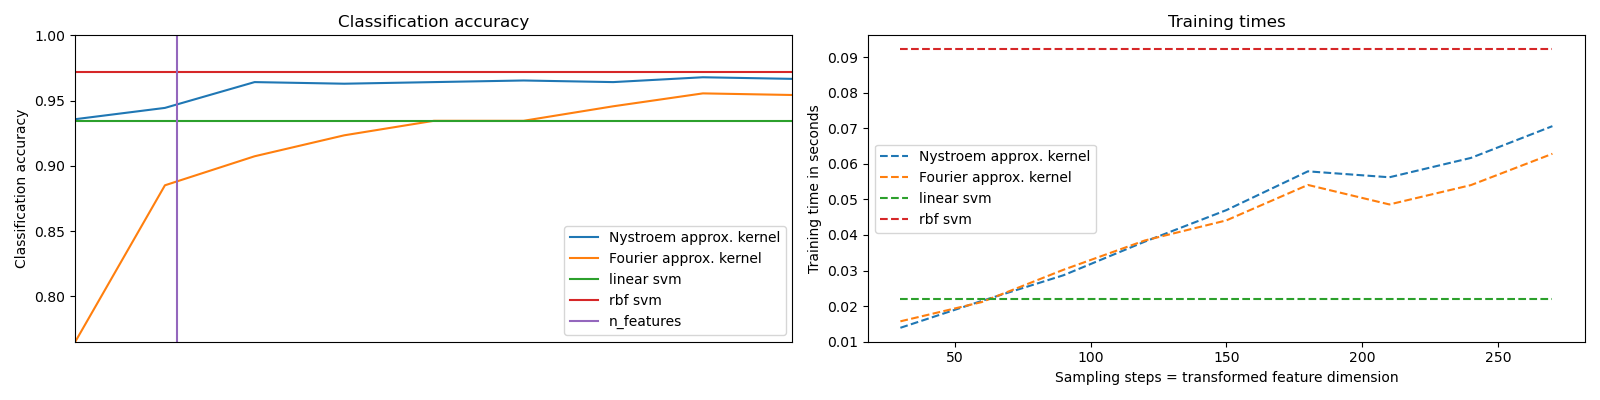 Classification accuracy
Classification accuracy
1.00
0.95
0.90
0.85
0.80
Nystroem approx. kernel
Fourier approx. kernel
linear svm
rbf svm
n_features
Training times
Training time in seconds
0.09
0.08
0.07
0.06
0.05
0.04
0.03
0.02
0.01
Nystroem approx. kernel
Fourier approx. kernel
linear svm
rbf svm
50
100
150
200
250
Sampling steps = transformed feature dimension